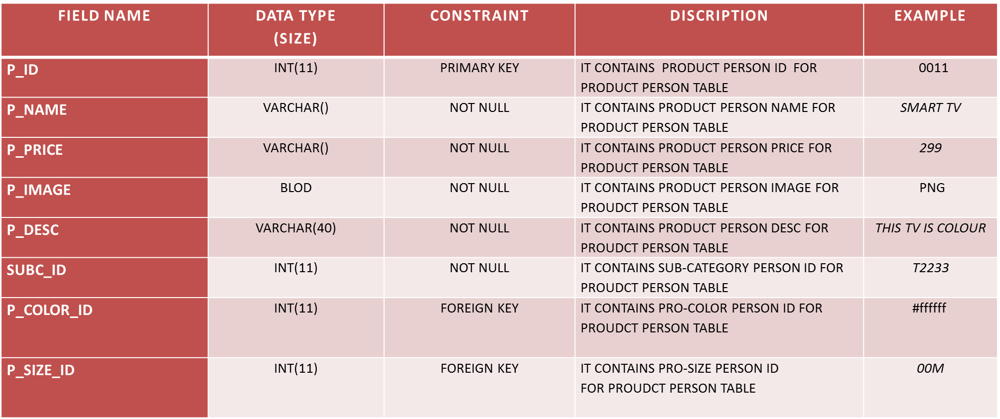 FIELD NAME
DATA TYPE
(SIZE)
CONSTRAINT
DISCRIPTION
EXAMPLE
P_ID
INT(11)
PRIMARY KEY
IT CONTAINS  PRODUCT PERSON ID  FOR
PRODUCT PERSON TABLE
0011
P_NAME
VARCHAR()
NOT NULL
IT CONTAINS PRODUCT PERSON NAME FOR
PRODUCT PERSON TABLE
SMART TV
P_PRICE
VARCHAR()
NOT NULL
IT CONTAINS PRODUCT PERSON PRICE FOR
PRODUCT PERSON TABLE
299
P_IMAGE
BLOD
NOT NULL
IT CONTAINS PRODUCT PERSON IMAGE FOR
PROUDCT PERSON TABLE
PNG
P_DESC
VARCHAR(40)
NOT NULL
IT CONTAINS PRODUCT PERSON DESC FOR
PROUDCT PERSON TABLE
THIS TV IS COLOUR
SUBC_ID
INT(11)
NOT NULL
IT CONTAINS SUB-CATEGORY PERSON ID FOR
PROUDCT PERSON TABLE
T2233
P_COLOR_ID
INT(11)
FOREIGN KEY
IT CONTAINS PRO-COLOR PERSON ID FOR
PROUDCT PERSON TABLE
#ffffff
P_SIZE_ID
INT(11)
FOREIGN KEY
IT CONTAINS PRO-SIZE PERSON ID
FOR PROUDCT PERSON TABLE
00M